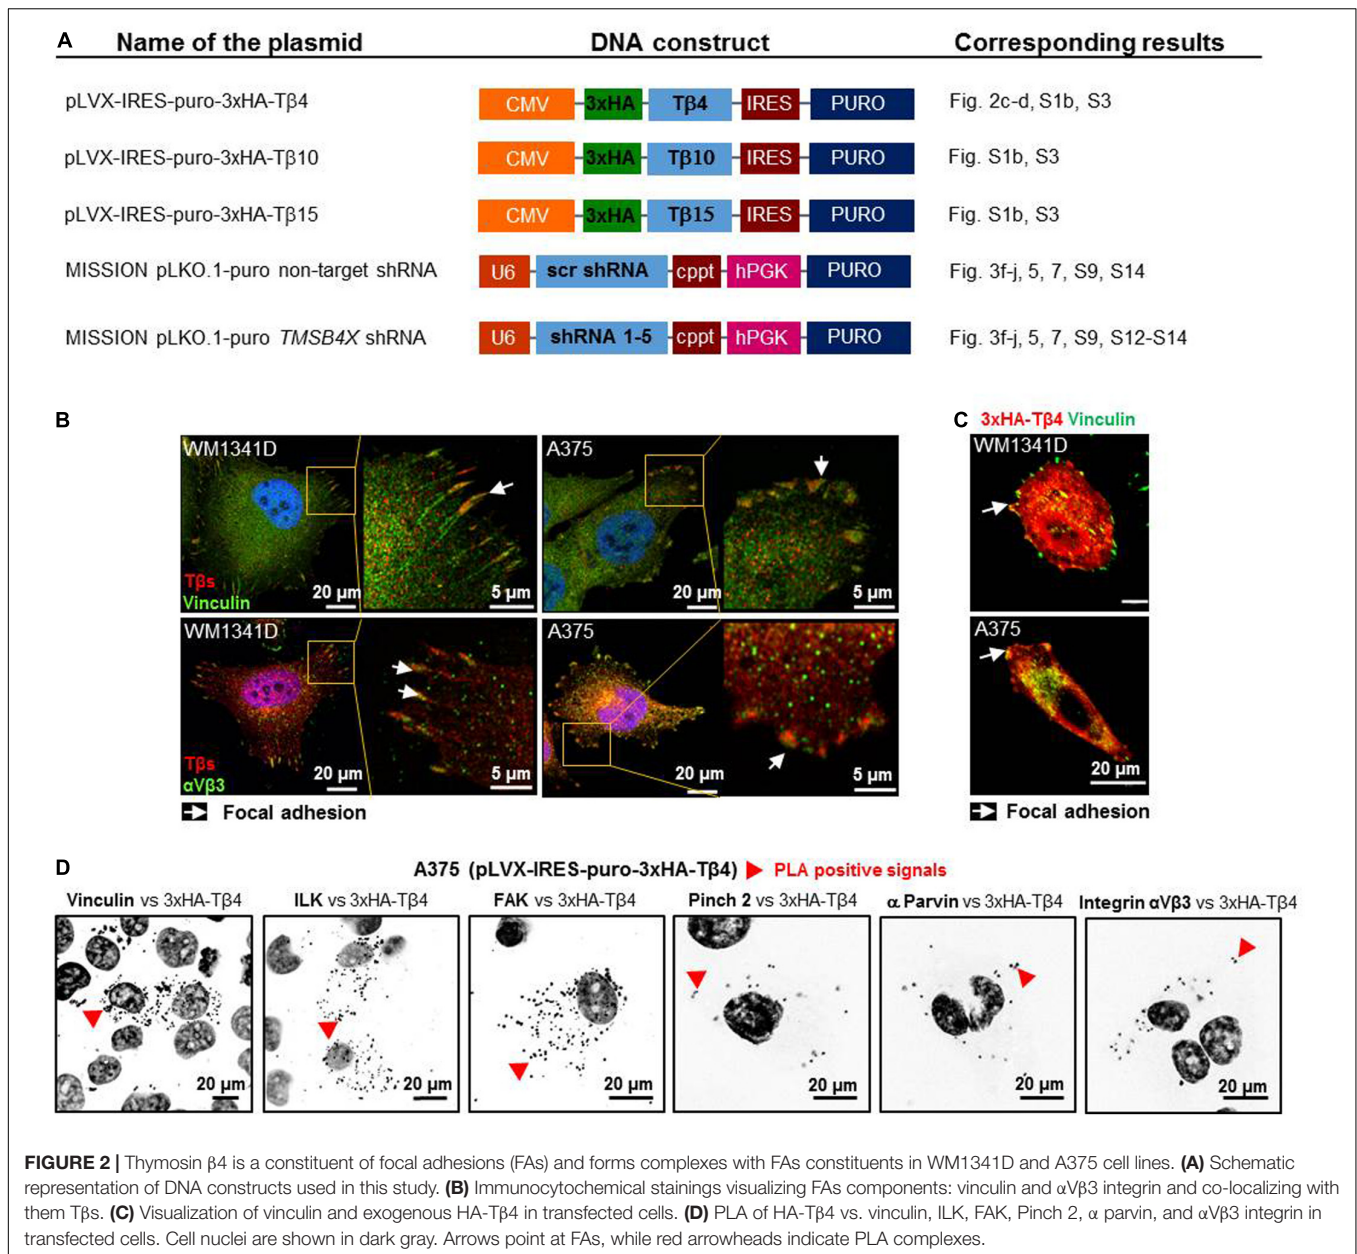 A Name of the plasmid DNA construct Corresponding results
pLVX-IRES-puro-3xHA-Tβ4 CMV 3xHA Tβ4 IRES PURO Fig. 2c-d, S1b, S3
pLVX-IRES-puro-3xHA-Tβ10 CMV 3xHA Tβ10 IRES PURO Fig. S1b, S3
pLVX-IRES-puro-3xHA-Tβ15 CMV 3xHA Tβ15 IRES PURO Fig. S1b, S3
MISSION pLKO.1-puro non-target shRNA U6 scr shRNA cppt hPGK PURO Fig. 3f-j, 5, 7, S9, S14
MISSION pLKO.1-puro TMSB4X shRNA U6 shRNA 1-5 cppt hPGK PURO Fig. 3f-j, 5, 7, S9, S12-S14
B
WM1341D
Tβs
Vinculin
20 µm
5 µm
A375
20 µm
5 µm
WM1341D
Tβs
αVβ3
20 µm
5 µm
A375
20 µm
5 µm
Focal adhesion
C 3xHA-Tβ4 Vinculin
WM1341D
A375
20 µm
Focal adhesion
D A375 (pLVX-IRES-puro-3xHA-Tβ4) PLA positive signals
Vinculin vs 3xHA-Tβ4 ILK vs 3xHA-Tβ4 FAK vs 3xHA-Tβ4 Pinch 2 vs 3xHA-Tβ4 α Parvin vs 3xHA-Tβ4 Integrin αVβ3 vs 3xHA-Tβ4
20 µm 20 µm 20 µm 20 µm 20 µm 20 µm
FIGURE 2 | Thymosin β4 is a constituent of focal adhesions (FAs) and forms complexes with FAs constituents in WM1341D and A375 cell lines. (A) Schematic
representation of DNA constructs used in this study. (B) Immunocytochemical stainings visualizing FAs components: vinculin and αVβ3 integrin and co-localizing with
them Tβs. (C) Visualization of vinculin and exogenous HA-Tβ4 in transfected cells. (D) PLA of HA-Tβ4 vs. vinculin, ILK, FAK, Pinch 2, α parvin, and αVβ3 integrin in
transfected cells. Cell nuclei are shown in dark gray. Arrows point at FAs, while red arrowheads indicate PLA complexes.